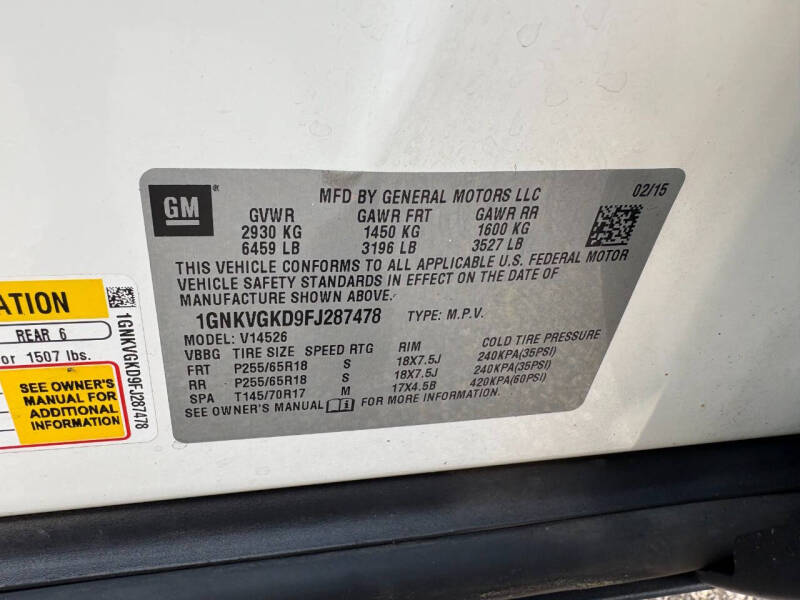 GM
MFD BY GENERAL MOTORS LLC 02/15
GVWR GAWR FRT GAWR RR
2930 KG 1450 KG 1600 KG
6459 LB 3196 LB 3527 LB
THIS VEHICLE CONFORMS TO ALL APPLICABLE U.S. FEDERAL MOTOR
VEHICLE SAFETY STANDARDS IN EFFECT ON THE DATE OF
MANUFACTURE SHOWN ABOVE.
1GNKVGKD9FJ287478 TYPE: M.P.V.
MODEL: V14526
VBBG TIRE SIZE SPEED RTG RIM COLD TIRE PRESSURE
FRT P255/65R18 S 18X7.5J 240KPA(35PSI)
RR P255/65R18 S 18X7.5J 240KPA(35PSI)
SPA T145/70R17 M 17X4.5B 420KPA(60PSI)
SEE OWNER'S MANUAL FOR MORE INFORMATION.
ATION
REAR 6
or 1507 lbs.
SEE OWNER'S
MANUAL FOR
ADDITIONAL
INFORMATION
1GNKVGKD9FJ287478